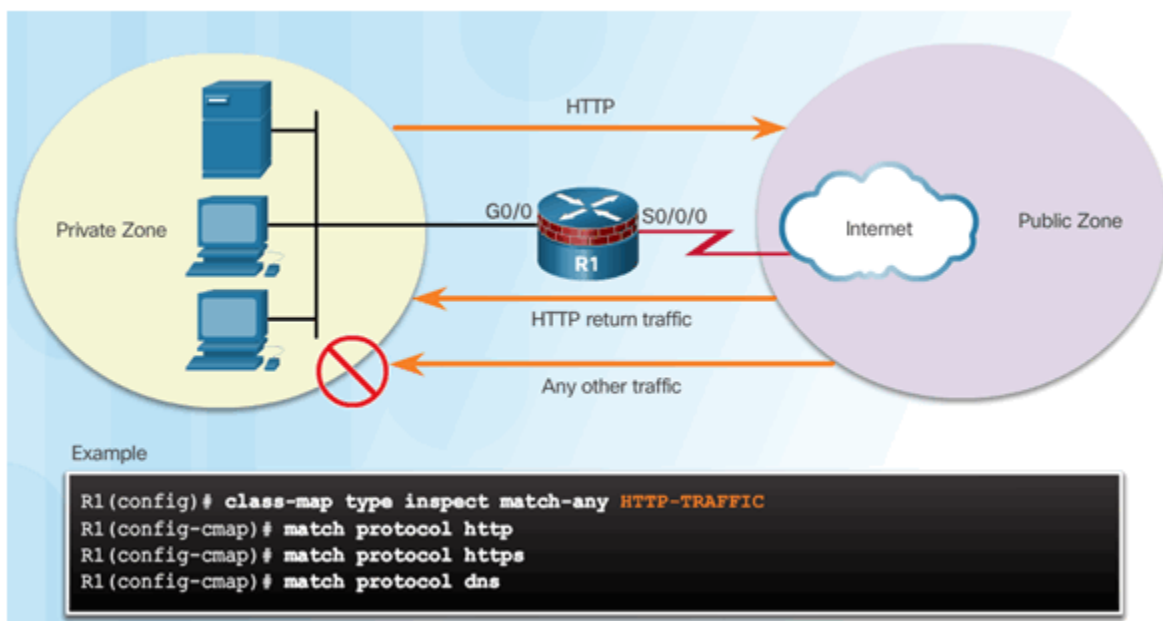 HTTP
Private Zone
G0/0
S0/0/0
R1
Internet
Public Zone
HTTP return traffic
Any other traffic
Example
R1(config)# class-map type inspect match-any HTTP-TRAFFIC
R1(config-cmap)# match protocol http
R1(config-cmap)# match protocol https
R1(config-cmap)# match protocol dns